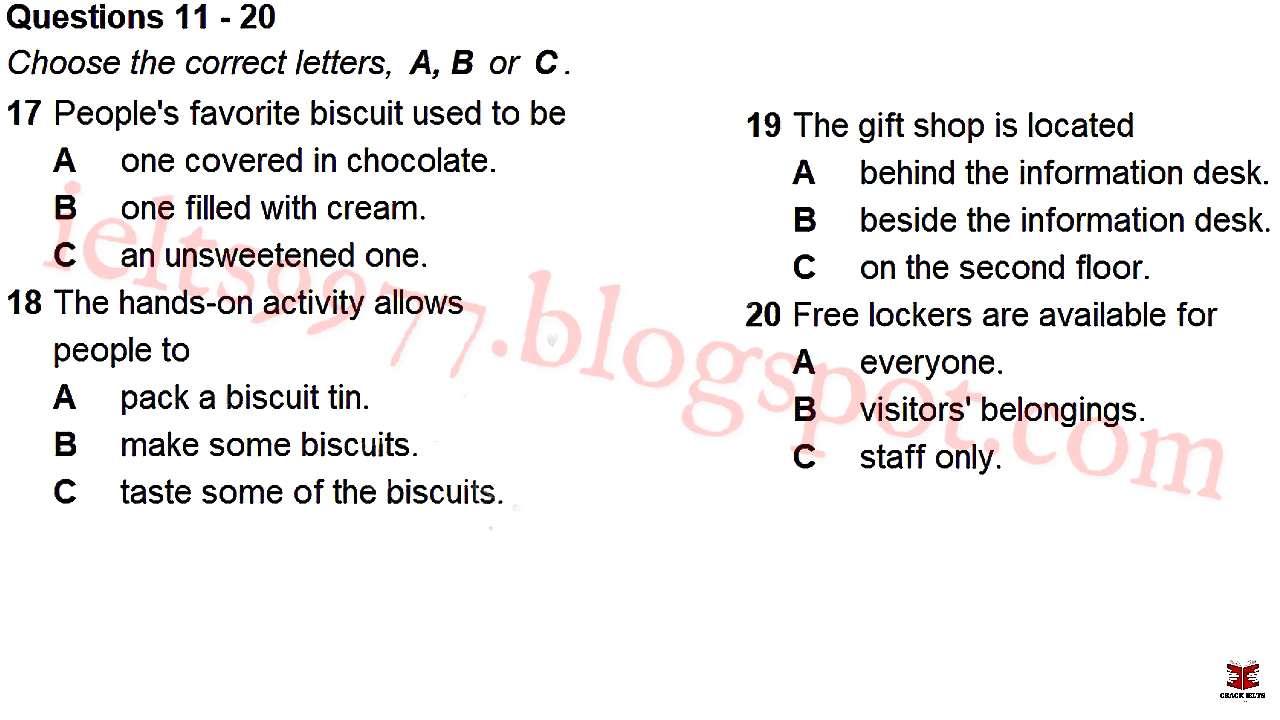 Questions 11 - 20
Choose the correct letters, A, B or C.
17 People's favorite biscuit used to be
A one covered in chocolate.
B one filled with cream.
C an unsweetened one.
18 The hands-on activity allows
people to
A pack a biscuit tin.
B make some biscuits.
C taste some of the biscuits.
19 The gift shop is located
A behind the information desk.
B beside the information desk.
C on the second floor.
20 Free lockers are available for
A everyone.
B visitors' belongings.
C staff only.
ielts9977.blogspot.com
CRACK IELTS